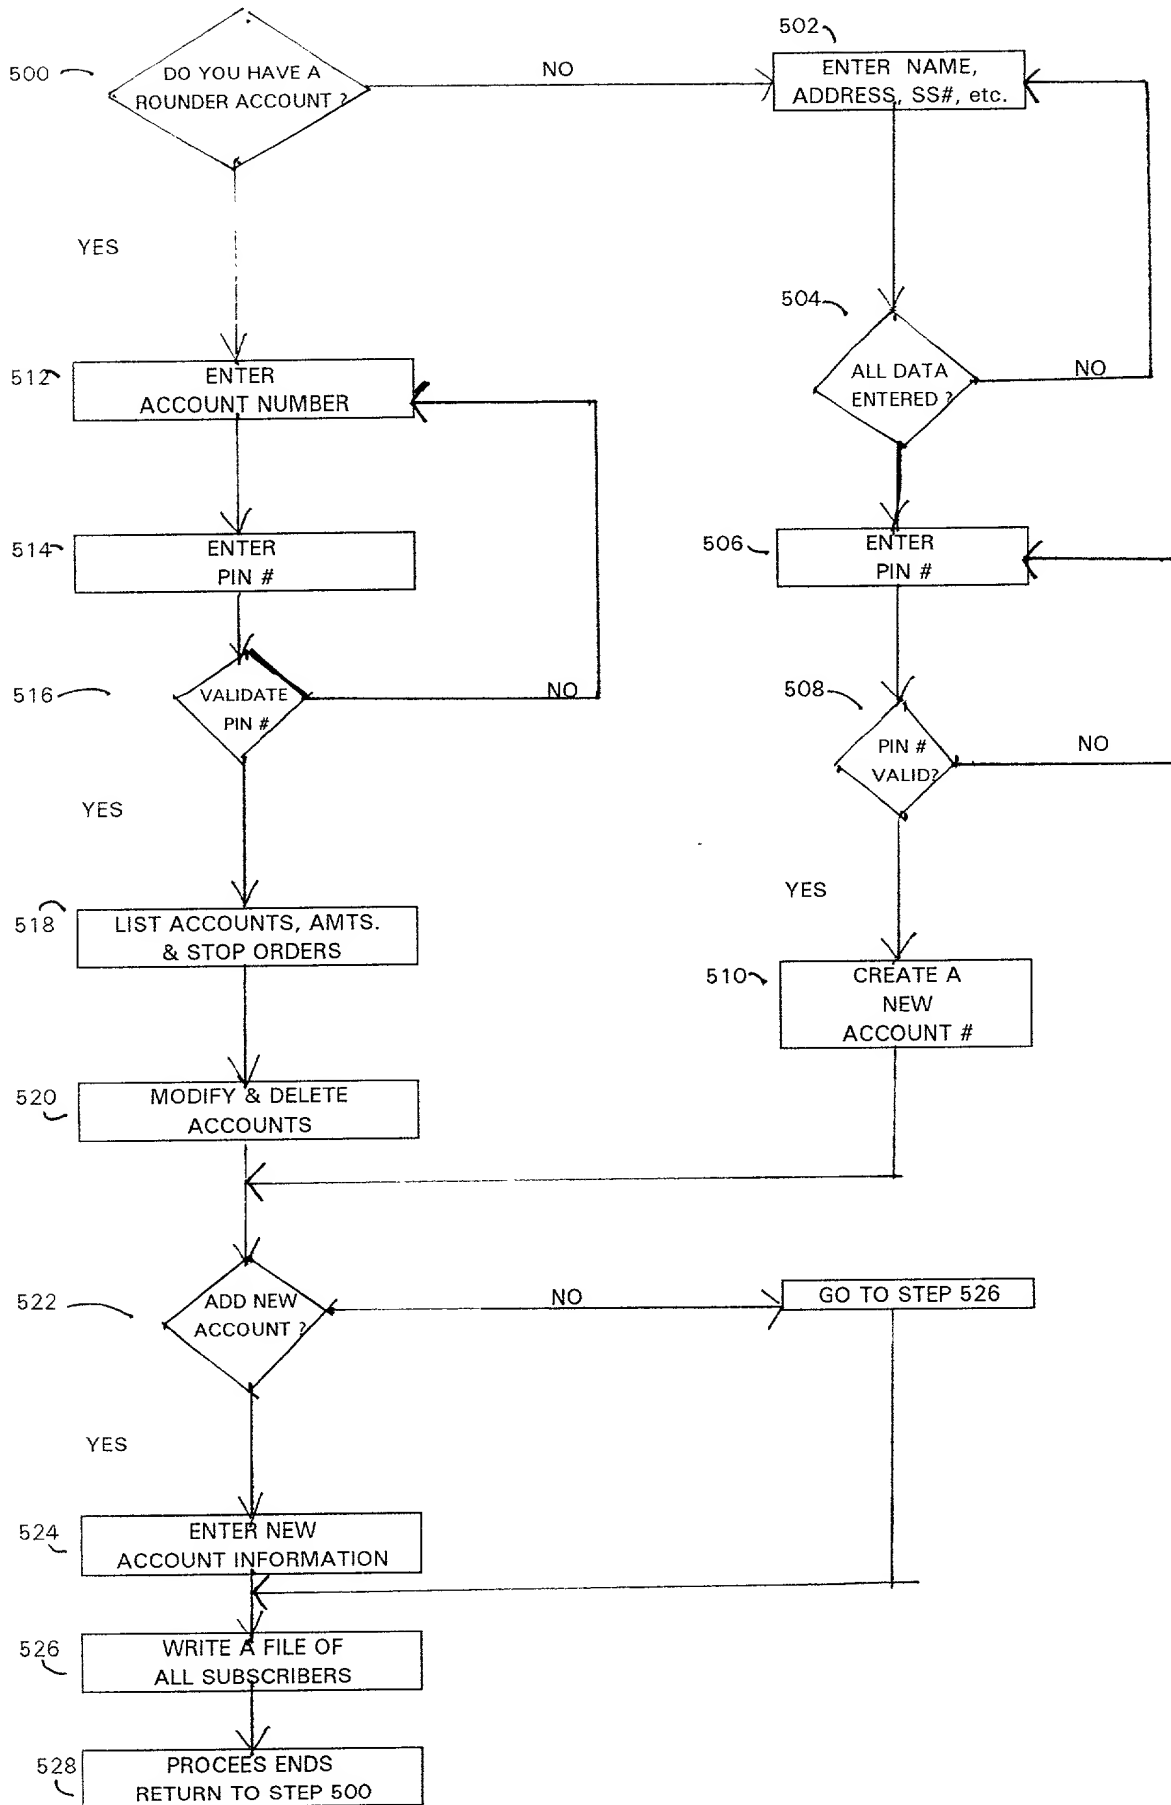 500
DO YOU HAVE A
ROUNDER ACCOUNT ?
NO
502
ENTER NAME,
ADDRESS, SS#, etc.
YES
504
ALL DATA
ENTERED ?
NO
512
ENTER
ACCOUNT NUMBER
514
ENTER
PIN #
506
ENTER
PIN #
516
VALIDATE
PIN #
NO
508
PIN #
VALID?
NO
YES
YES
518
LIST ACCOUNTS, AMTS.
& STOP ORDERS
510
CREATE A
NEW
ACCOUNT #
520
MODIFY & DELETE
ACCOUNTS
522
ADD NEW
ACCOUNT ?
NO
GO TO STEP 526
YES
524
ENTER NEW
ACCOUNT INFORMATION
526
WRITE A FILE OF
ALL SUBSCRIBERS
528
PROCEES ENDS
RETURN TO STEP 500